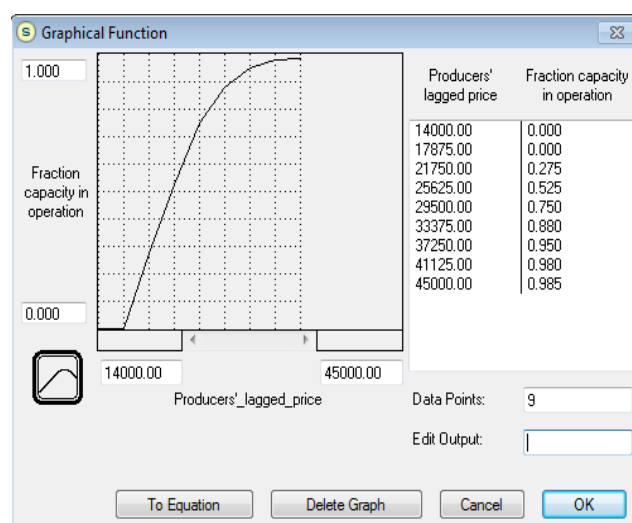 S Graphical Function
1.000
Fraction
capacity in
operation
0.000
14000.00 45000.00
Producers'_lagged_price
Producers' Fraction capacity
lagged price in operation
14000.00 0.000
17875.00 0.000
21750.00 0.275
25625.00 0.525
29500.00 0.750
33375.00 0.880
37250.00 0.950
41125.00 0.980
45000.00 0.985
Data Points: 9
Edit Output:
To Equation Delete Graph Cancel OK